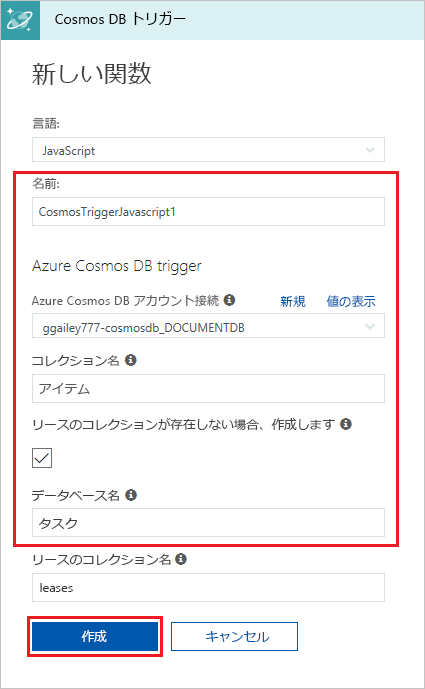 Cosmos DB トリガー
新しい関数
言語:
JavaScript
名前:
CosmosTriggerJavascript1
Azure Cosmos DB trigger
Azure Cosmos DB アカウント接続 新規 値の表示
ggailey777-cosmosdb_DOCUMENTDB
コレクション名
アイテム
リースのコレクションが存在しない場合、作成します
データベース名
タスク
リースのコレクション名
leases
作成 キャンセル